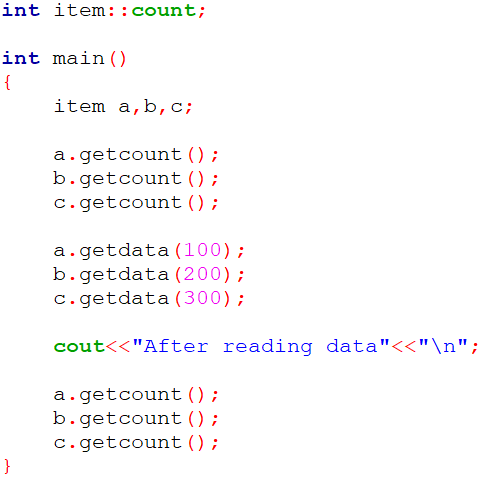 int item::count;
int main()
{
item a,b,c;
a.getcount();
b.getcount();
c.getcount();
a.getdata(100);
b.getdata(200);
c.getdata(300);
cout<<"After reading data"<<"\n";
a.getcount();
b.getcount();
c.getcount();
}